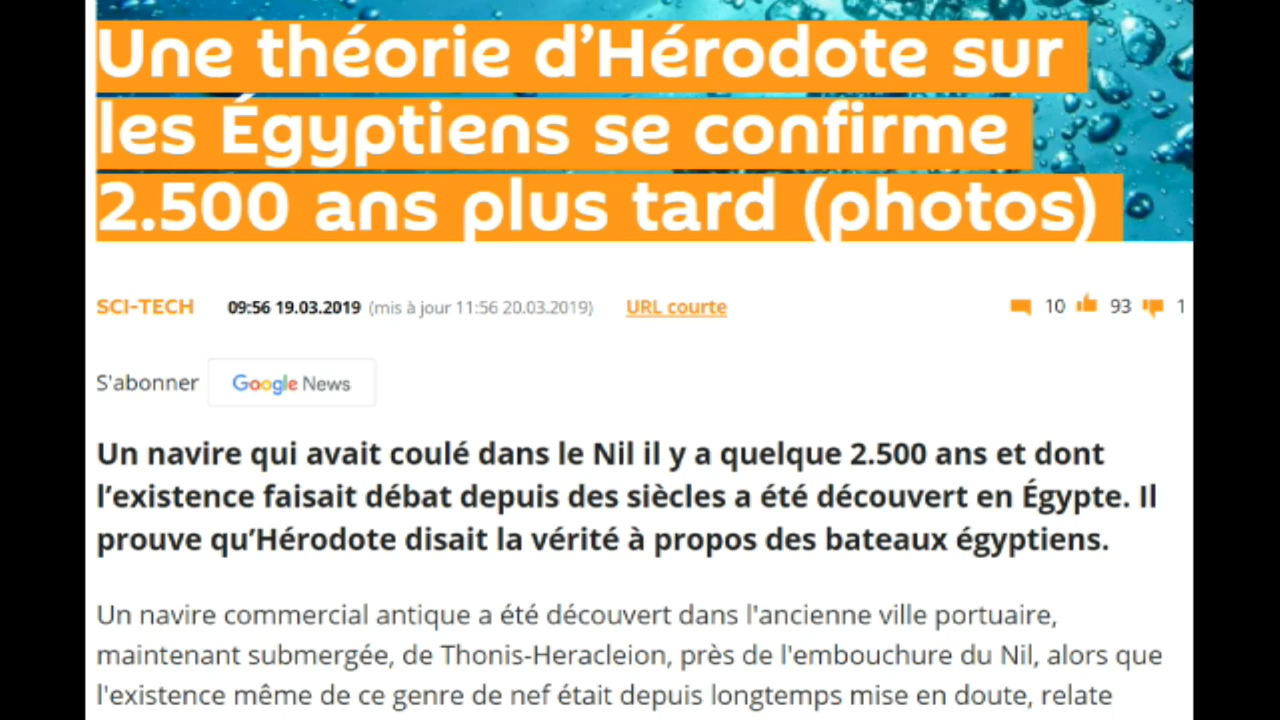 Une théorie d’Hérodote sur
les Égyptiens se confirme
2.500 ans plus tard (photos)
SCI-TECH 09:56 19.03.2019 (mis à jour 11:56 20.03.2019) URL courte 10 93 1
S'abonner Google News
Un navire qui avait coulé dans le Nil il y a quelque 2.500 ans et dont
l’existence faisait débat depuis des siècles a été découvert en Égypte. Il
prouve qu’Hérodote disait la vérité à propos des bateaux égyptiens.
Un navire commercial antique a été découvert dans l'ancienne ville portuaire,
maintenant submergée, de Thonis-Heracleion, près de l'embouchure du Nil, alors que
l'existence même de ce genre de nef était depuis longtemps mise en doute, relate